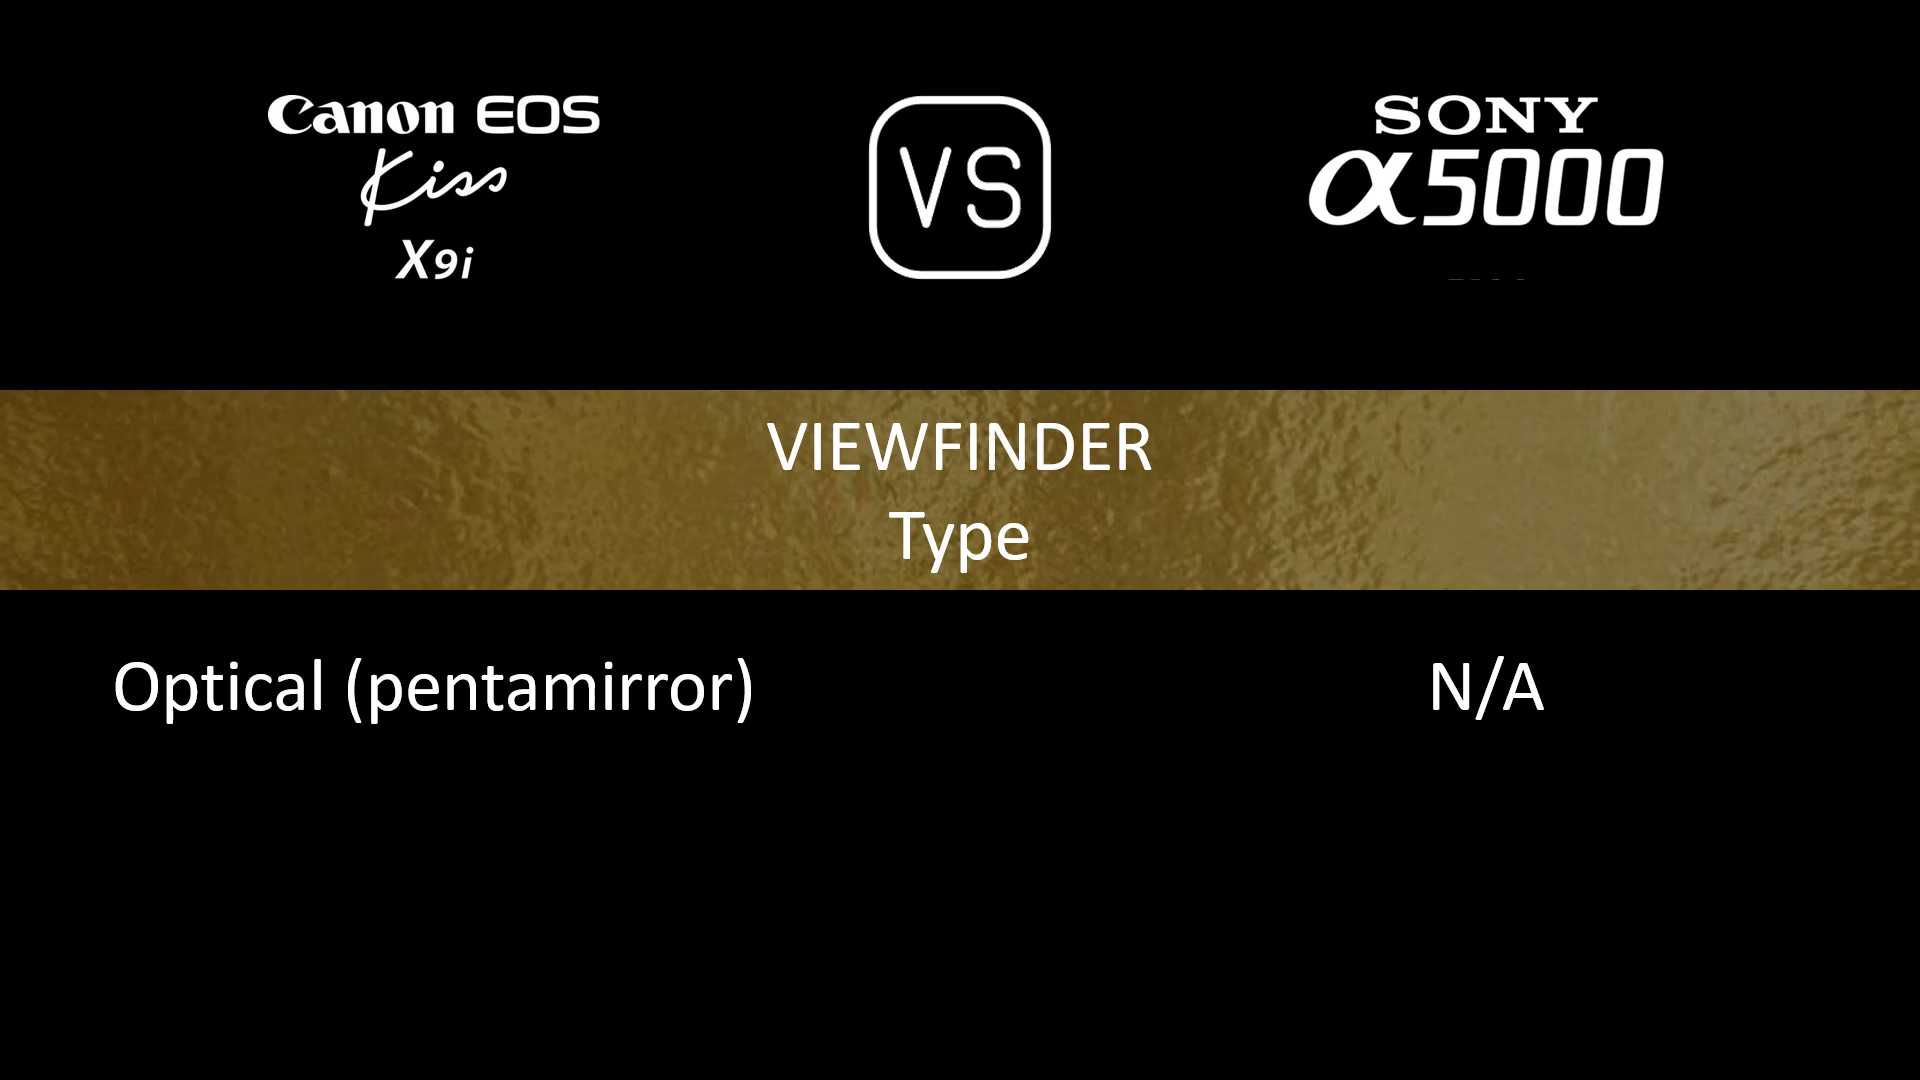 Canon EOS
Kiss
X9i
VS
SONY
α5000
VIEWFINDER
Type
Optical (pentamirror)
N/A